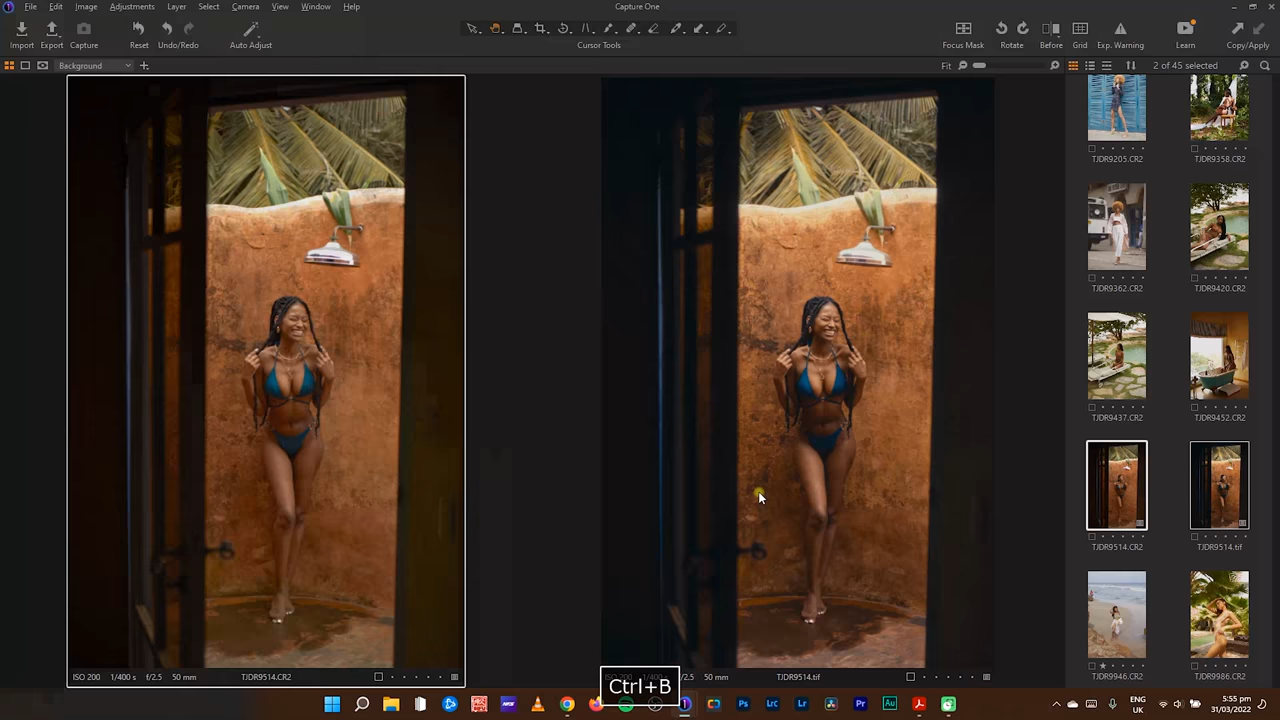 File Edit Image Adjustments Layer Select Camera View Window Help
Capture One
Import Export Capture Reset Undo/Redo Auto Adjust Cursor Tools Focus Mask Rotate Before Grid Exp. Warning Learn Copy/Apply
Background
Fit
2 of 45 selected
TJDR9205.CR2 TJDR9358.CR2
TJDR9362.CR2 TJDR9420.CR2
TJDR9437.CR2 TJDR9452.CR2
TJDR9514.CR2 TJDR9514.tif
TJDR9946.CR2 TJDR9986.CR2
ISO 200 1/400 s f/2.5 50 mm TJDR9514.CR2
f/2.5 50 mm TJDR9514.tif
Ctrl+B
ENG
UK
5:55 pm
31/03/2022